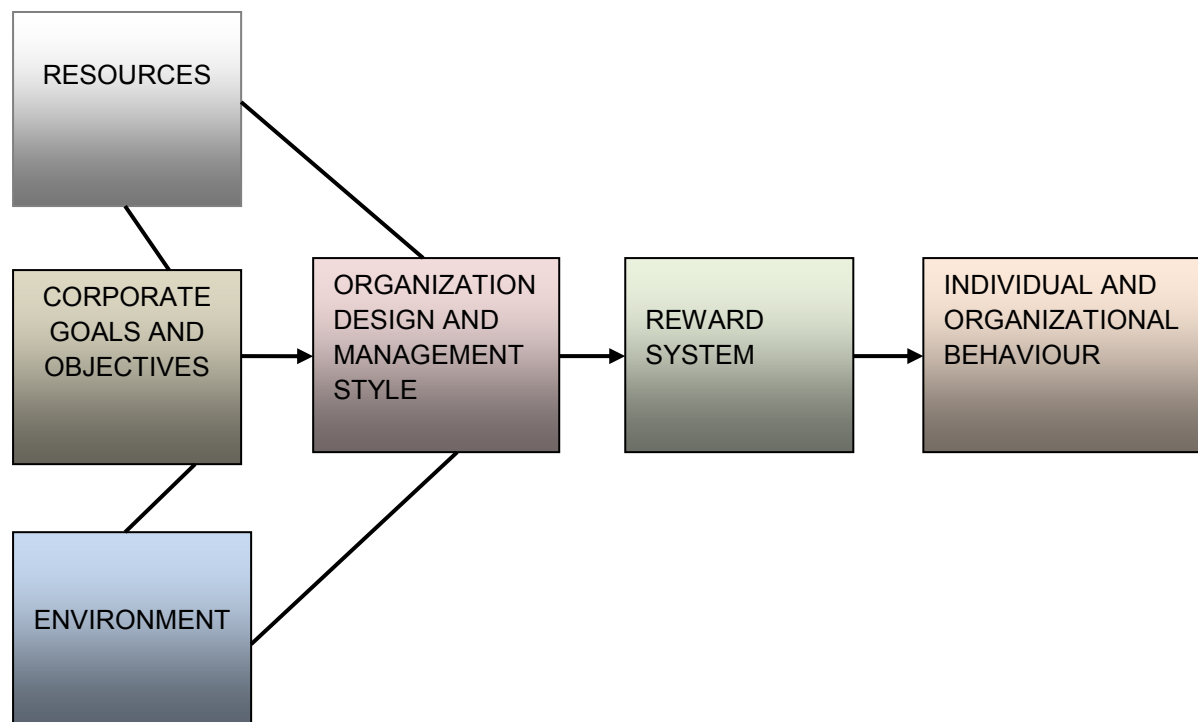 RESOURCES
CORPORATE
GOALS AND
OBJECTIVES
ORGANIZATION
DESIGN AND
MANAGEMENT
STYLE
REWARD
SYSTEM
INDIVIDUAL AND
ORGANIZATIONAL
BEHAVIOUR
ENVIRONMENT